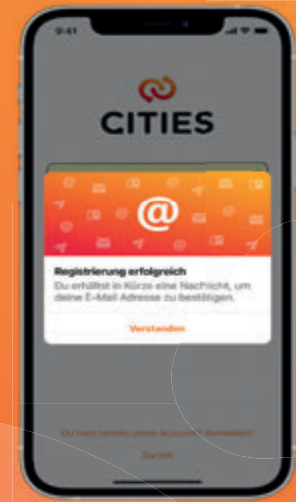 9:41
CITIES
@
Registrierung erfolgreich
Du erhältst in Kürze eine Nachricht, um
deine E-Mail Adresse zu bestätigen.
Verstanden
Du hast bereits einen Account? Anmelden!
Zurück